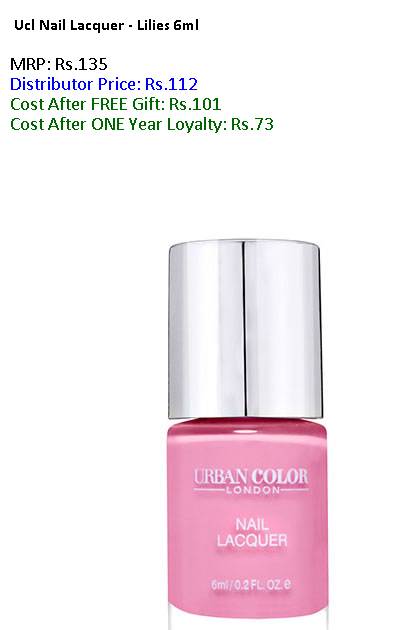 Ucl Nail Lacquer - Lilies 6ml
MRP: Rs.135
Distributor Price: Rs.112
Cost After FREE Gift: Rs.101
Cost After ONE Year Loyalty: Rs.73
URBAN COLOR
LONDON
NAIL
LACQUER
6ml/0.2 FL. OZ. e